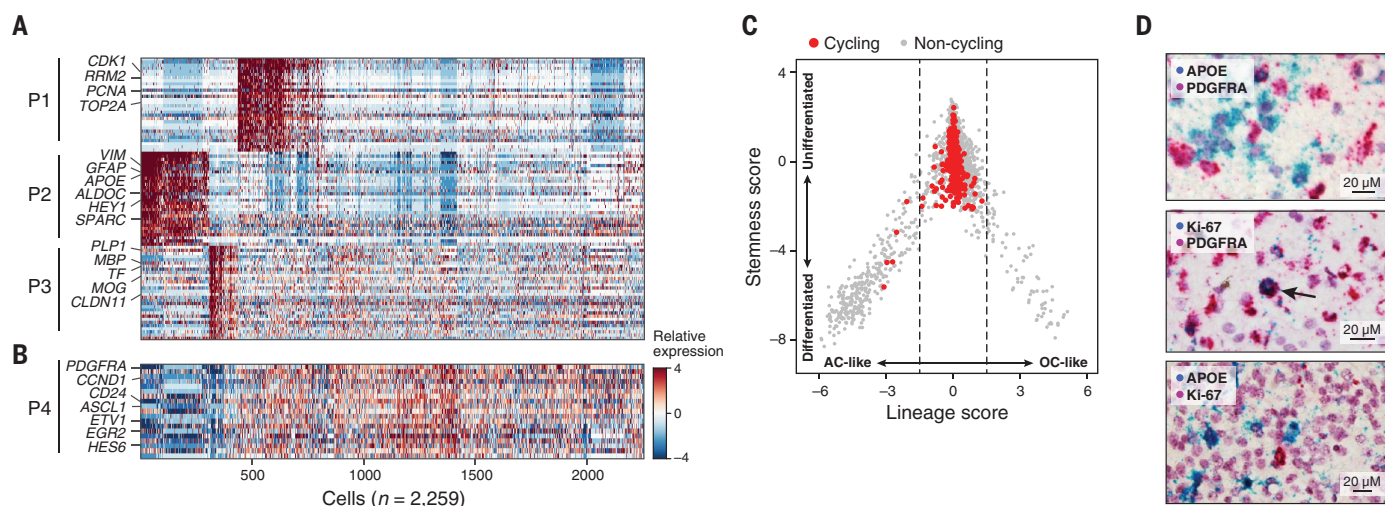 A
P1
CDK1
RRM2
PCNA
TOP2A
P2
VIM
GFAP
APOE
ALDOC
HEY1
SPARC
P3
PLP1
MBP
TF
MOG
CLDN11
B
P4
PDGFRA
CCND1
CD24
ASCL1
ETV1
EGR2
HES6
Relative
expression
4
0
−4
500
1000
1500
2000
Cells (n = 2,259)
C
Cycling
Non-cycling
Stemness score
4
0
−4
−8
Undifferentiated
Differentiated
AC-like
OC-like
−6
−3
0
3
6
Lineage score
D
APOE
PDGFRA
20 µM
Ki-67
PDGFRA
20 µM
APOE
Ki-67
20 µM